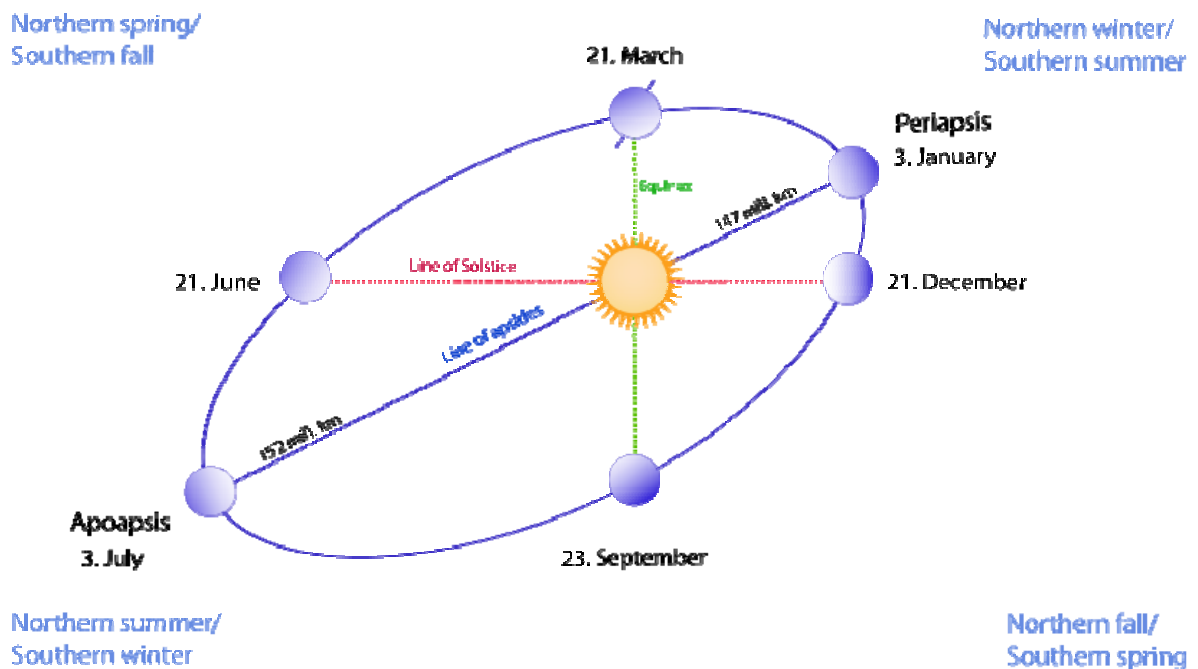 Northern spring/
Southern fall
Northern winter/
Southern summer
21. March
Periapsis
3. January
Equinox
147 mill. km
21. June
Line of Solstice
21. December
Line of apsides
152 mill. km
Apoapsis
3. July
23. September
Northern summer/
Southern winter
Northern fall/
Southern spring